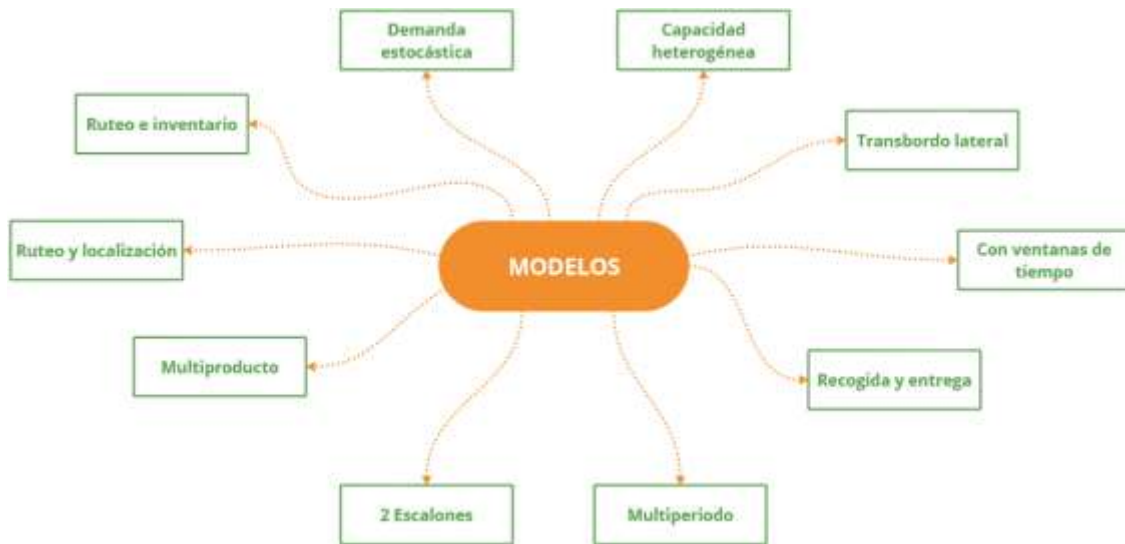 Demanda
estocástica
Capacidad
heterogénea
Ruteo e inventario
Transbordo lateral
Ruteo y localización
MODELOS
Con ventanas de
tiempo
Multiproducto
Recogida y entrega
2 Escalones
Multiperiodo